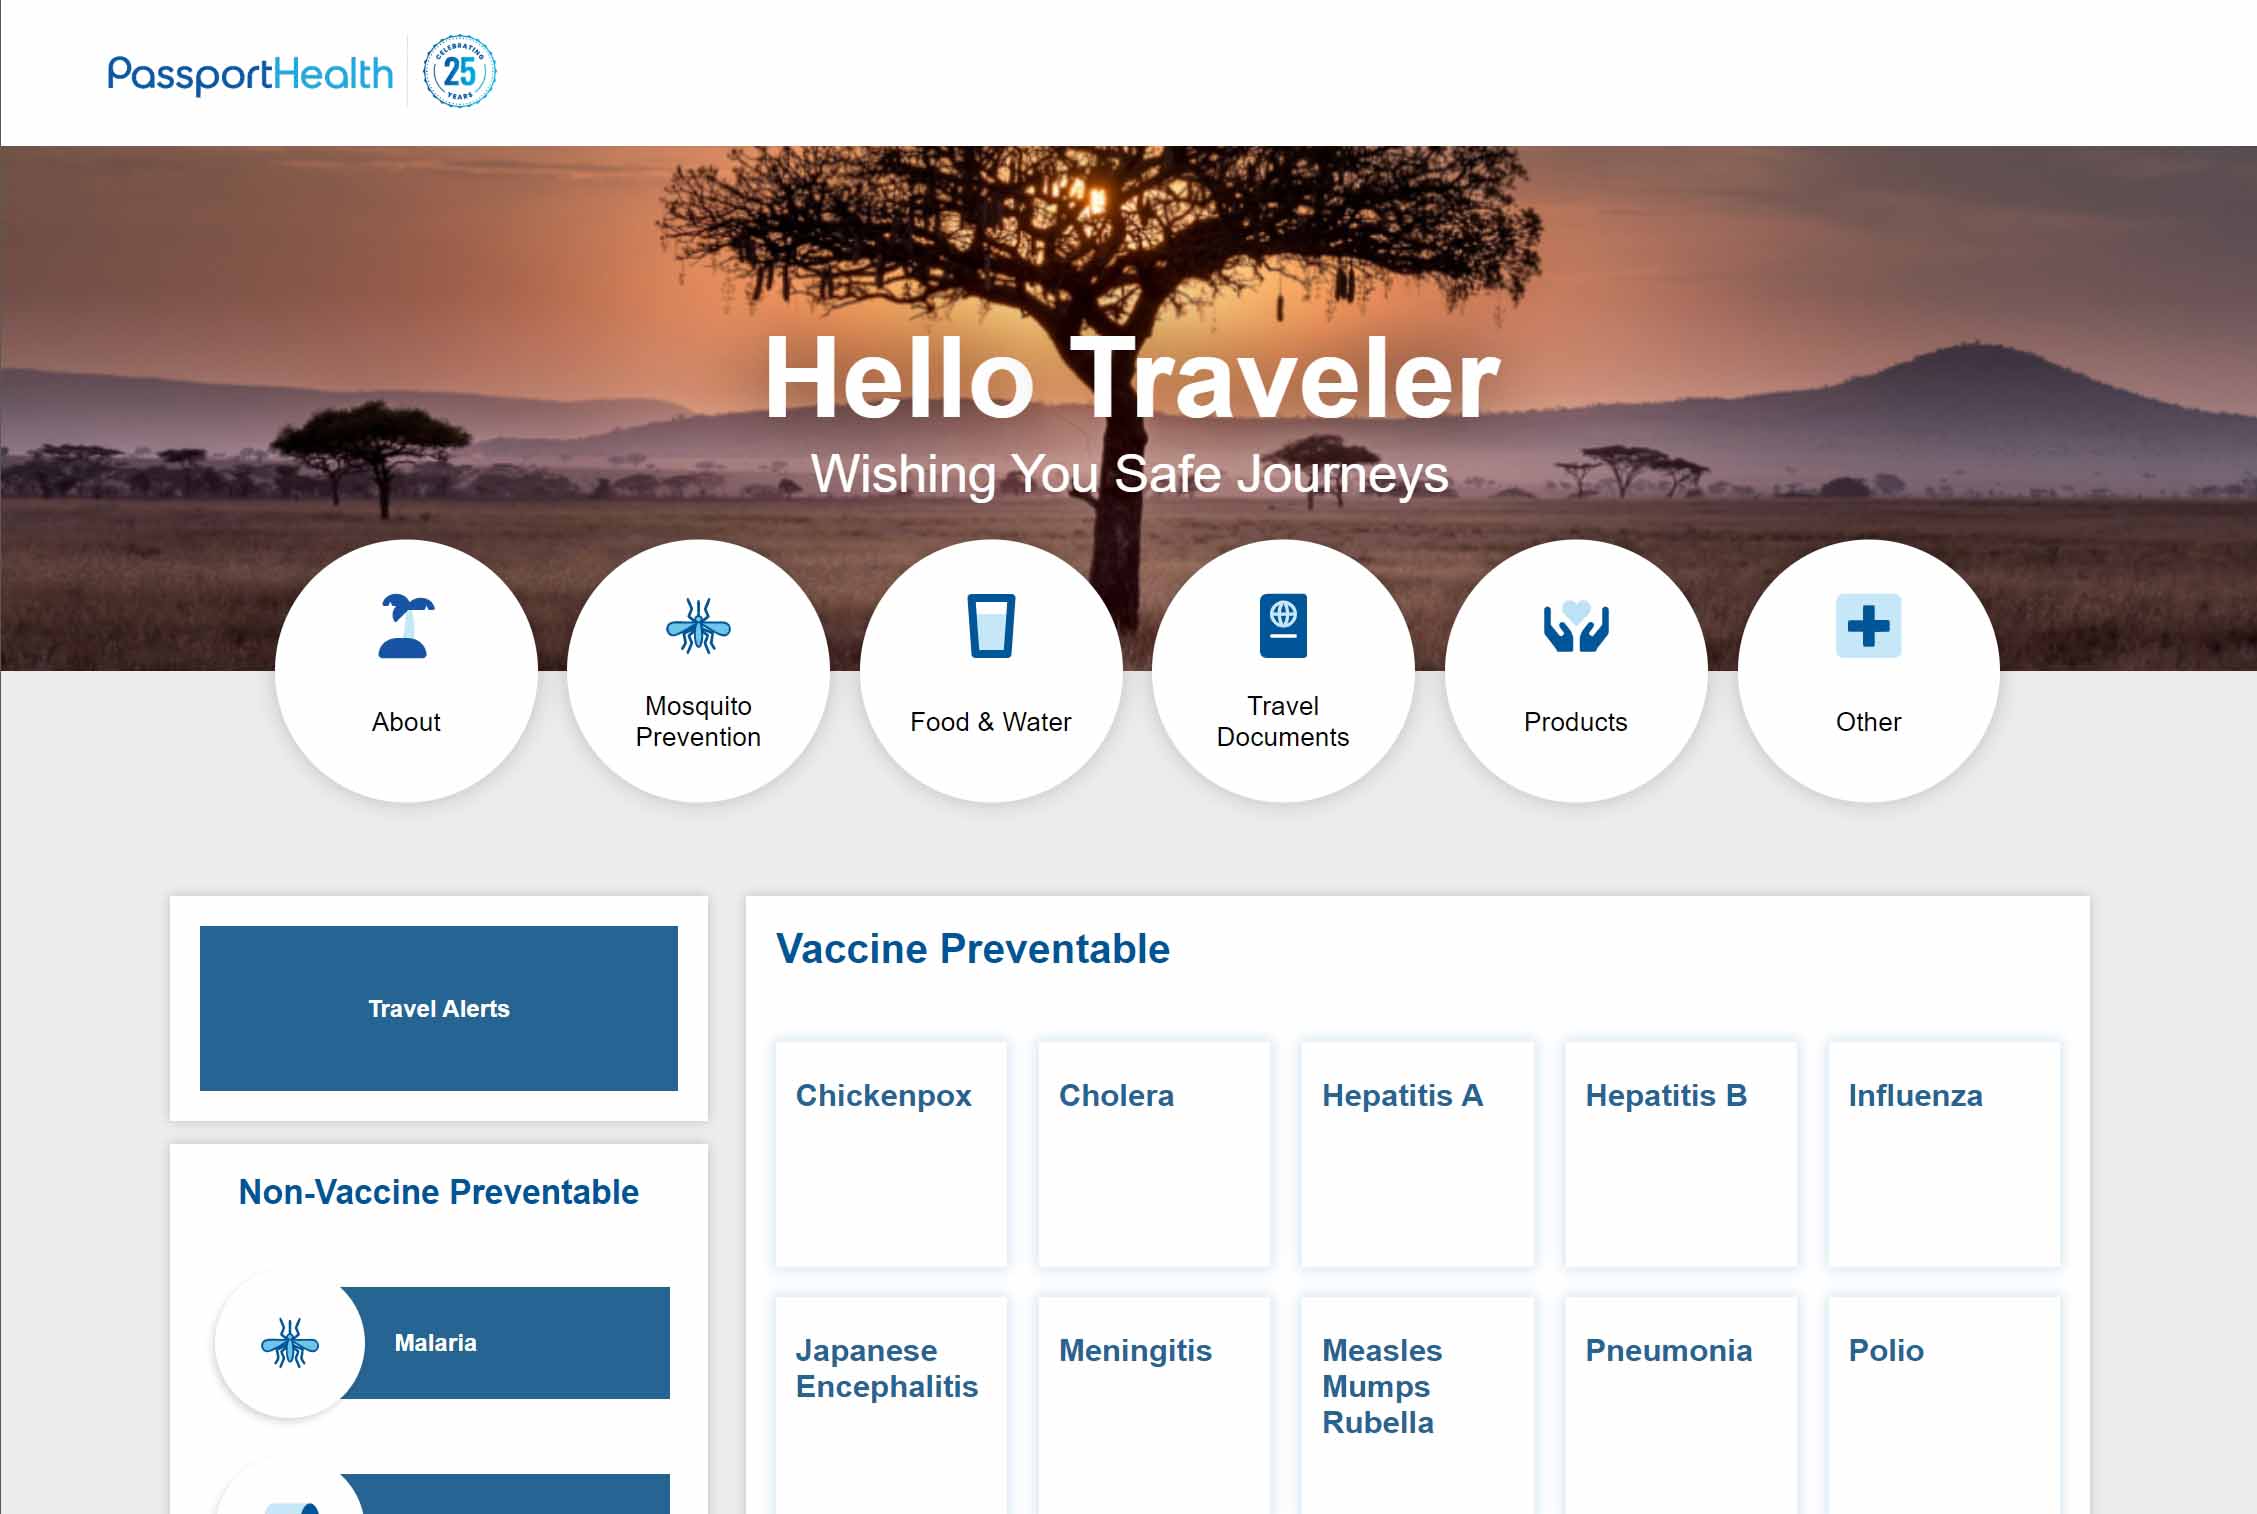 PassportHealth
CELEBRATING
25
YEARS
Hello Traveler
Wishing You Safe Journeys
About
Mosquito
Prevention
Food & Water
Travel
Documents
Products
Other
Travel Alerts
Non-Vaccine Preventable
Malaria
Vaccine Preventable
Chickenpox
Cholera
Hepatitis A
Hepatitis B
Influenza
Japanese
Encephalitis
Meningitis
Measles
Mumps
Rubella
Pneumonia
Polio